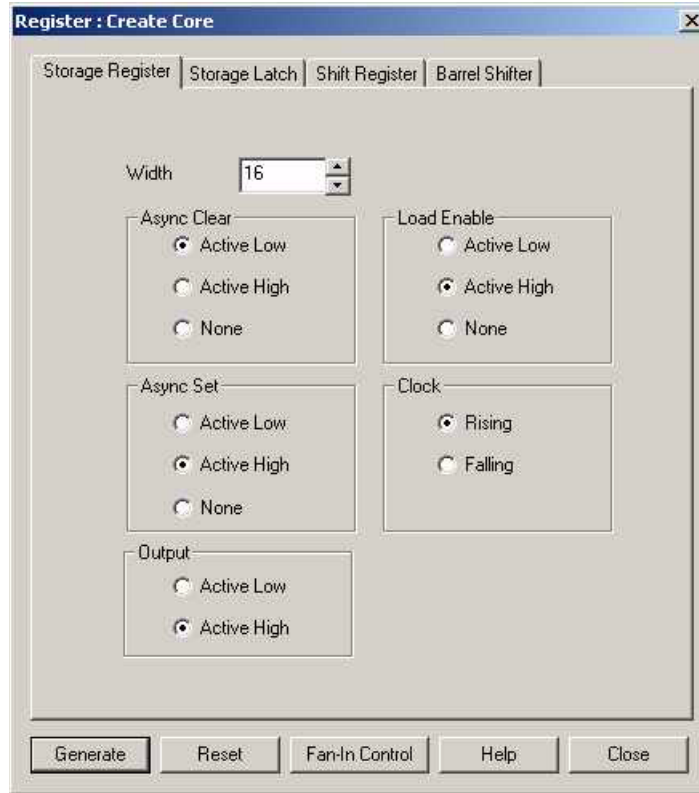 Register : Create Core
Storage Register
Storage Latch
Shift Register
Barrel Shifter
Width
16
Async Clear
Active Low
Active High
None
Load Enable
Active Low
Active High
None
Async Set
Active Low
Active High
None
Clock
Rising
Falling
Output
Active Low
Active High
Generate
Reset
Fan-In Control
Help
Close